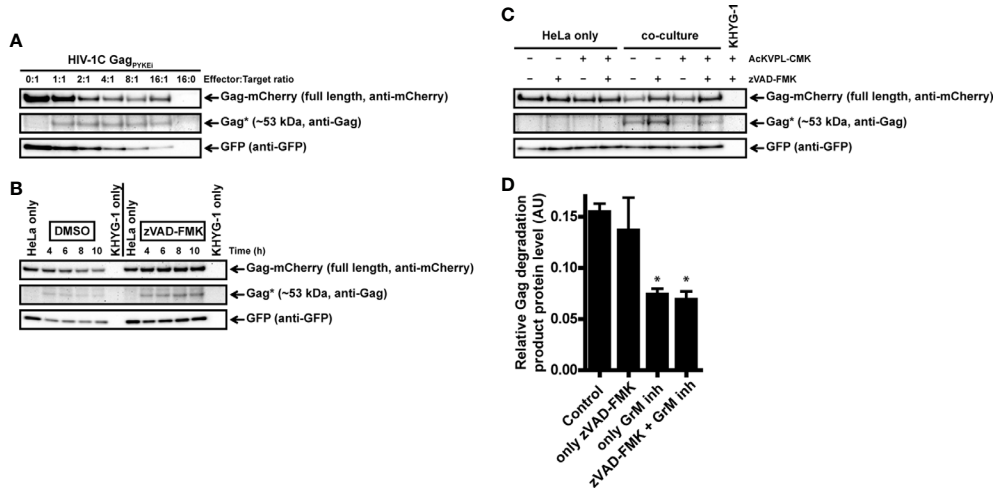 A
HIV-1C Gag PYKEi
0:1 1:1 2:1 4:1 8:1 16:1 16:0 Effector:Target ratio
Gag-mCherry (full length, anti-mCherry)
Gag* (~53 kDa, anti-Gag)
GFP (anti-GFP)
B
HeLa only DMSO KHYG-1 only HeLa only zVAD-FMK KHYG-1 only
4 6 8 10 4 6 8 10 Time (h)
Gag-mCherry (full length, anti-mCherry)
Gag* (~53 kDa, anti-Gag)
GFP (anti-GFP)
C
HeLa only co-culture KHYG-1
– – + + – – + + + AcKVPL-CMK
– + – + – + – + + zVAD-FMK
Gag-mCherry (full length, anti-mCherry)
Gag* (~53 kDa, anti-Gag)
GFP (anti-GFP)
D
Relative Gag degradation
product protein level (AU)
0.15
0.10
0.05
0.00
* *
Control
only zVAD-FMK
only GrM inh
zVAD-FMK + GrM inh